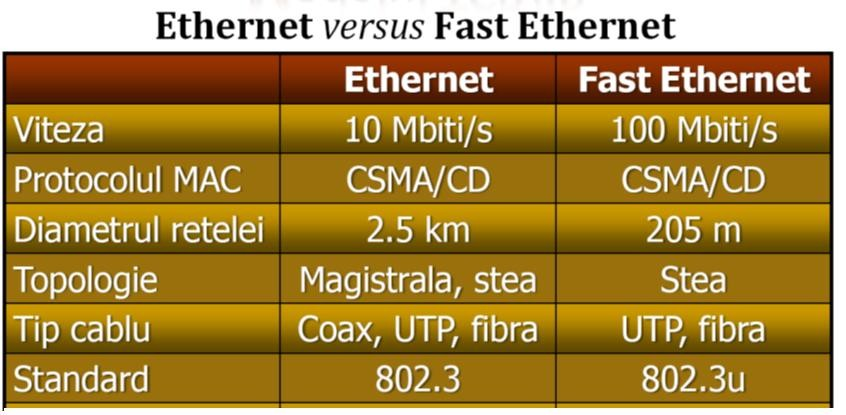 Ethernet versus Fast Ethernet
Ethernet Fast Ethernet
Viteza 10 Mbiti/s 100 Mbiti/s
Protocolul MAC CSMA/CD CSMA/CD
Diametrul retelei 2.5 km 205 m
Topologie Magistrala, stea Stea
Tip cablu Coax, UTP, fibra UTP, fibra
Standard 802.3 802.3u